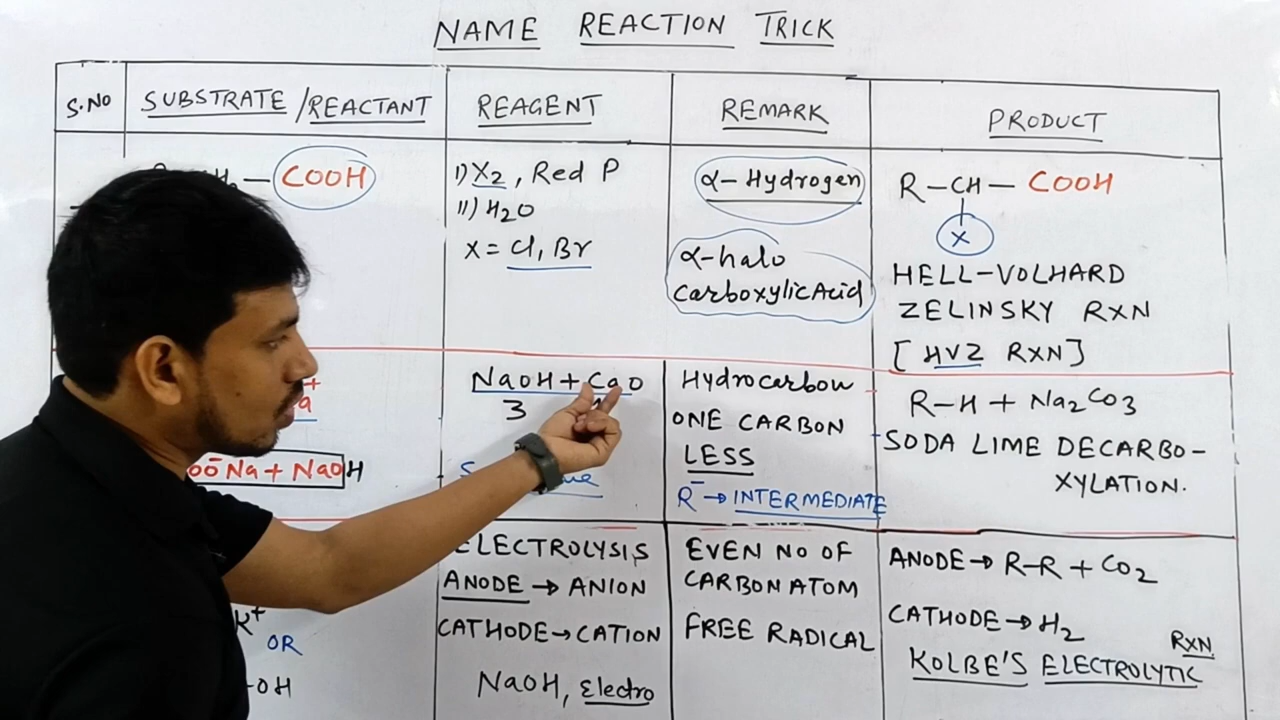 NAME REACTION TRICK
S.NO SUBSTRATE /REACTANT REAGENT REMARK PRODUCT
— COOH
I) X2, Red P
II) H2O
X = Cl, Br
α-Hydrogen
α-halo
carboxylic Acid
R-CH-COOH
X
HELL-VOLHARD
ZELINSKY RXN
[HVZ RXN]
Na + NaOH
NaOH + CaO
3
Hydrocarbon
ONE CARBON
LESS
R⁻ → INTERMEDIATE
R-H + Na2CO3
SODA LIME DECARBO-
XYLATION.
K+
OR
-OH
ELECTROLYSIS
ANODE → ANION
CATHODE → CATION
NaOH, Electro
EVEN NO OF
CARBON ATOM
FREE RADICAL
ANODE → R-R + CO2
CATHODE → H2
RXN
KOLBE'S ELECTROLYTIC